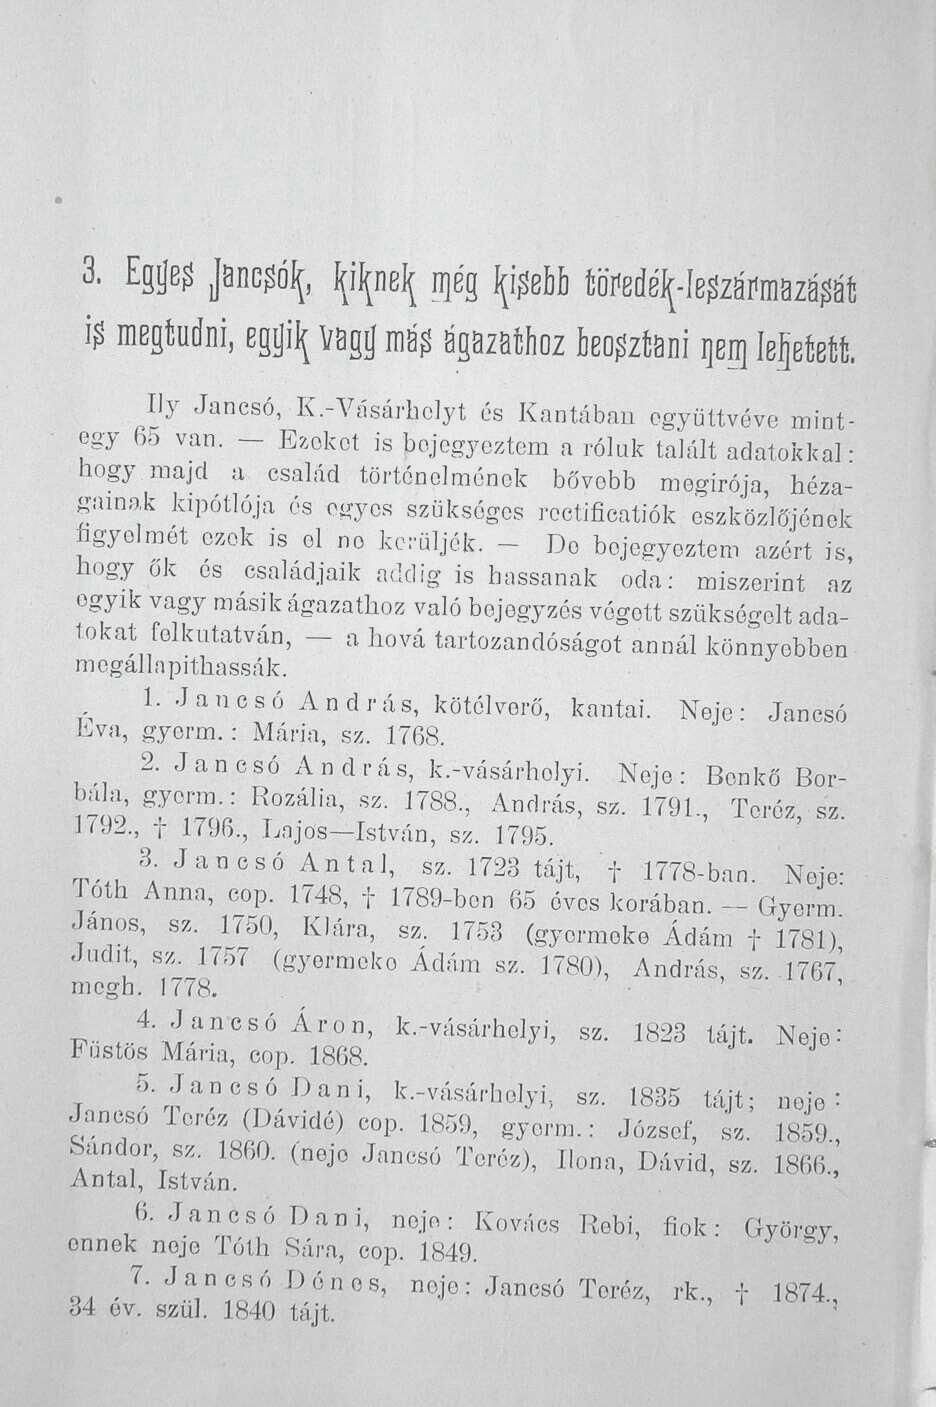 3. Egyes Jancsók, kiknek még kisebb töredék-leszármazását
is megtudni, egyik vagy más ágazathoz beosztani nem lehetett.
Ily Jancsó, K.-Vásárhelyt és Kantában együttvéve mint-
egy 65 van. — Ezeket is bejegyeztem a róluk talált adatokkal:
hogy majd a család történelmének bővebb megirója, héza-
gainak kipótlója és egyes szükséges rectificatiók eszközlőjének
figyelmét ezek is el ne kerüljék. — De bejegyeztem azért is,
hogy ők és családjaik addig is hassanak oda: miszerint az
egyik vagy másik ágazathoz való bejegyzés végett szükségelt ada-
tokat felkutatván, — a hová tartozandóságot annál könnyebben
megállapithassák.
1. Jancsó András, kötélverő, kantai. Neje: Jancsó
Éva, gyerm.: Mária, sz. 1768.
2. Jancsó András, k.-vásárhelyi. Neje: Benkő Bor-
bála, gyerm.: Rozália, sz. 1788., András, sz. 1791., Teréz, sz.
1792., † 1796., Lajos—István, sz. 1795.
3. Jancsó Antal, sz. 1723 tájt, † 1778-ban. Neje:
Tóth Anna, cop. 1748, † 1789-ben 65 éves korában. — Gyerm.
János, sz. 1750, Klára, sz. 1753 (gyermeke Ádám † 1781),
Judit, sz. 1757 (gyermeke Ádám sz. 1780), András, sz. 1767,
megh. 1778.
4. Jancsó Áron, k.-vásárhelyi, sz. 1823 tájt. Neje:
Füstös Mária, cop. 1868.
5. Jancsó Dani, k.-vásárhelyi, sz. 1835 tájt; neje:
Jancsó Teréz (Dávidé) cop. 1859, gyerm.: József, sz. 1859.,
Sándor, sz. 1860. (neje Jancsó Teréz), Ilona, Dávid, sz. 1866.,
Antal, István.
6. Jancsó Dani, neje: Kovács Rebi, fiok: György,
ennek neje Tóth Sára, cop. 1849.
7. Jancsó Dénes, neje: Jancsó Teréz, rk., † 1874.,
34 év. szül. 1840 tájt.